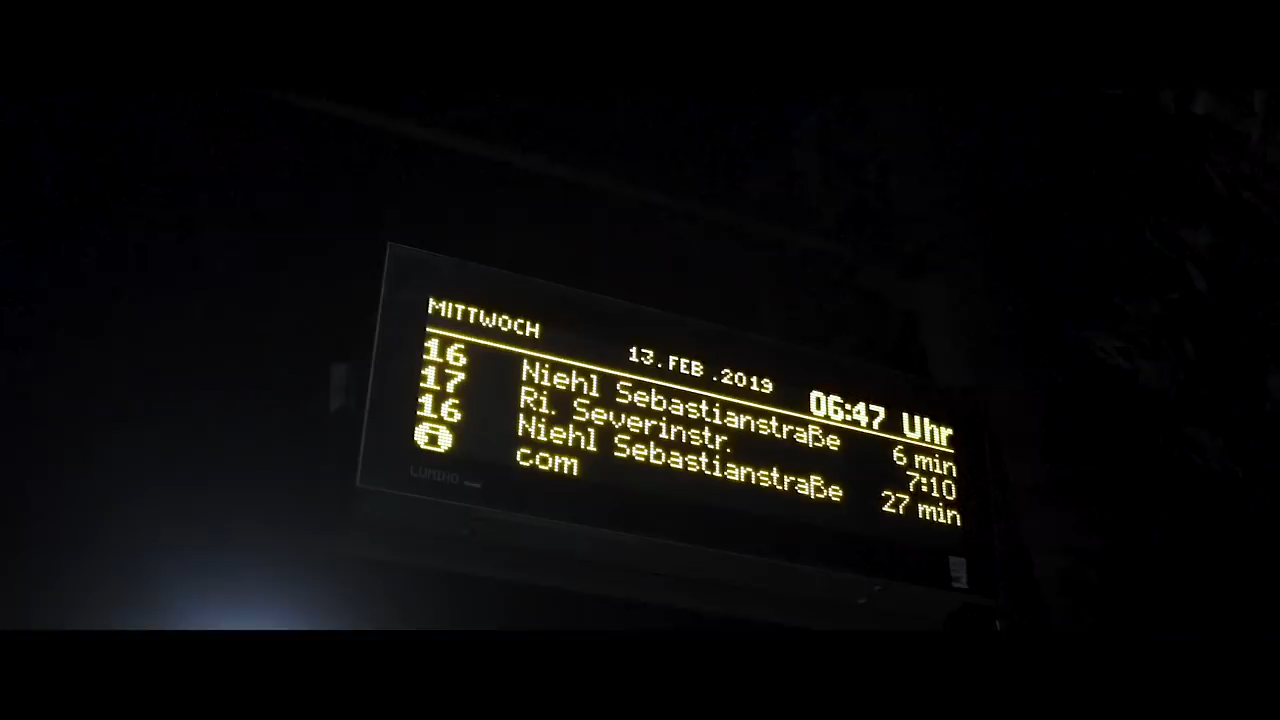 MITTWOCH 13.FEB.2019 06:47 Uhr
16 Niehl Sebastianstraße 6 min
17 Ri. Severinstr. 7:10
16 Niehl Sebastianstraße 27 min
i com
LUMINO